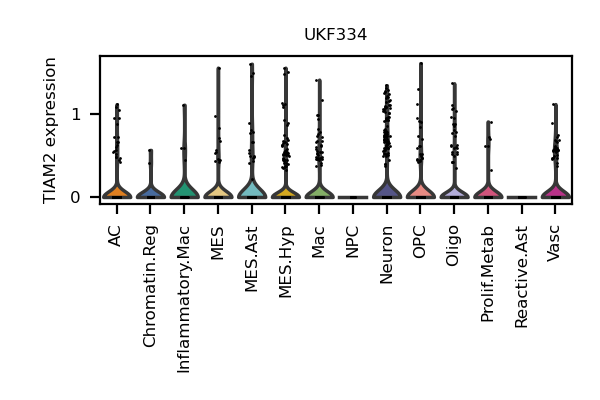 UKF334
TIAM2 expression
1
0
AC
Chromatin.Reg
Inflammatory.Mac
MES
MES.Ast
MES.Hyp
Mac
NPC
Neuron
OPC
Oligo
Prolif.Metab
Reactive.Ast
Vasc